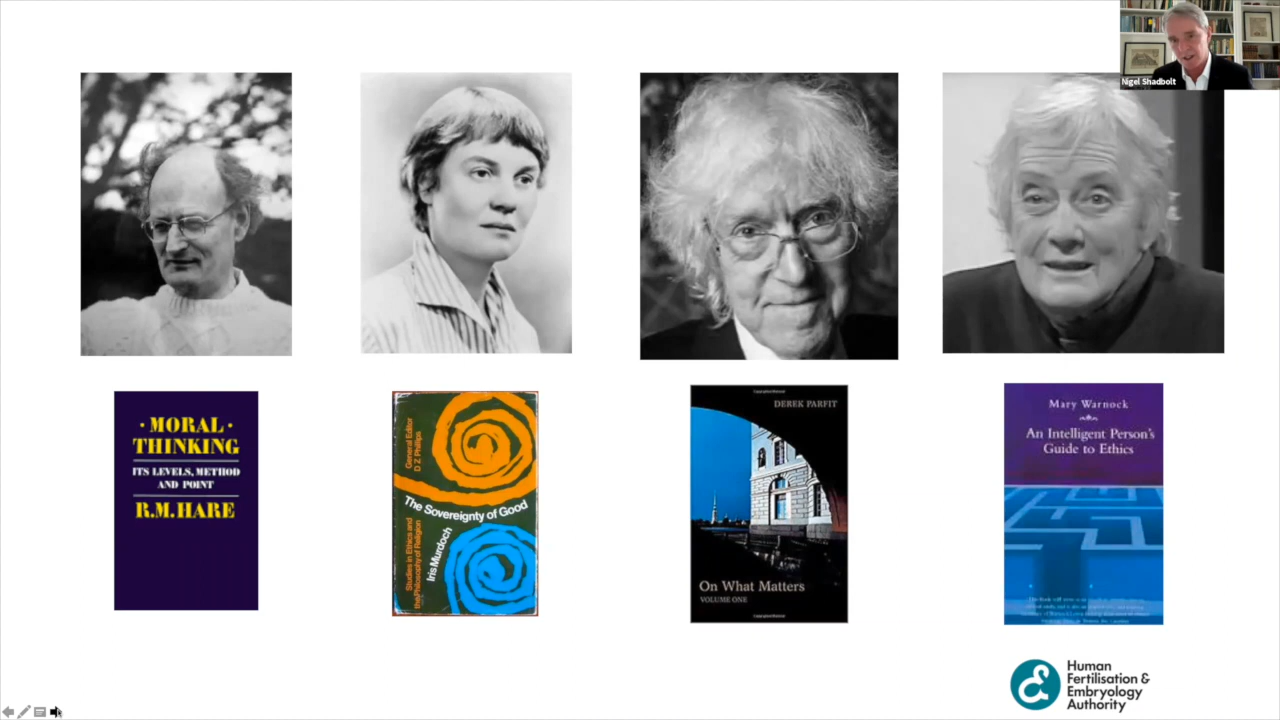 Nigel Shadbolt
· MORAL ·
THINKING
ITS LEVELS, METHOD
AND POINT
R.M. HARE
General Editor
D Z Phillips
The Sovereignty of Good
Studies in Ethics and
the Philosophy of Religion
Iris Murdoch
DEREK PARFIT
On What Matters
VOLUME ONE
Mary Warnock
An Intelligent Person's
Guide to Ethics
Human
Fertilisation &
Embryology
Authority